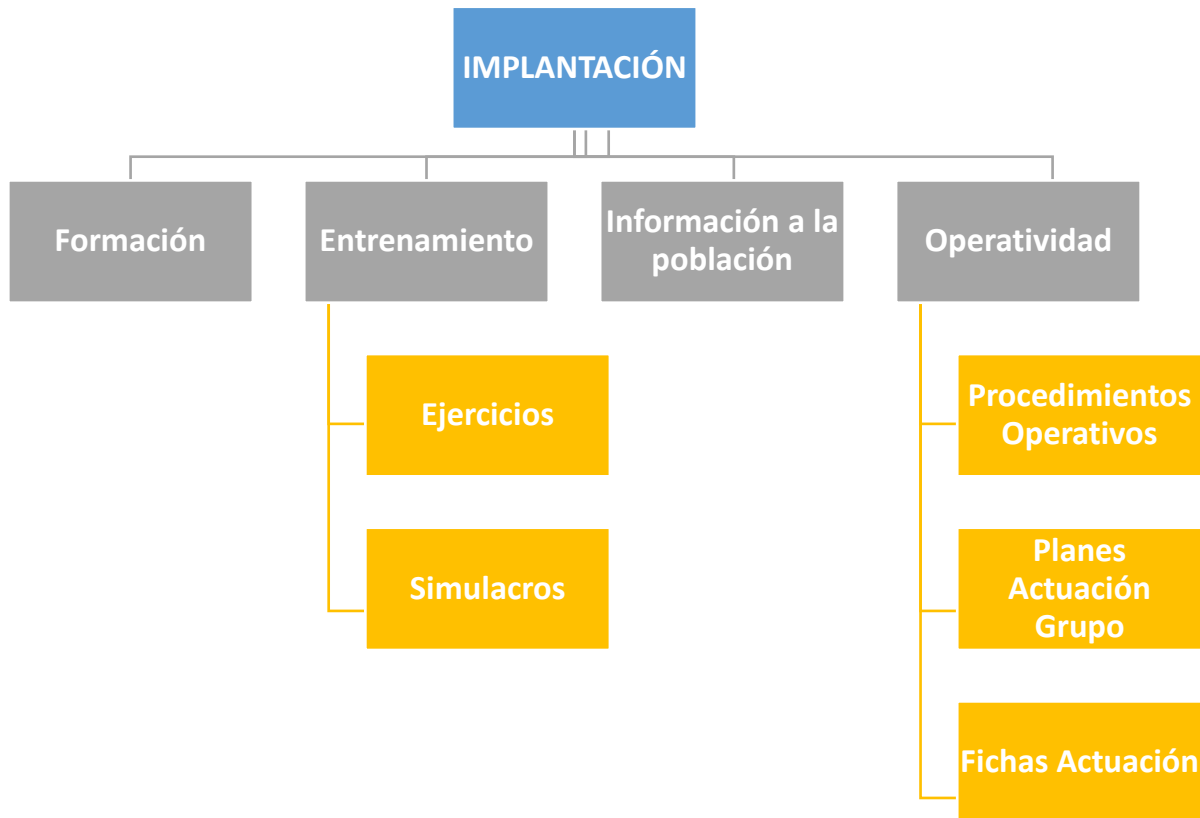 IMPLANTACIÓN
Formación
Entrenamiento
Información a la
población
Operatividad
Ejercicios
Simulacros
Procedimientos
Operativos
Planes
Actuación
Grupo
Fichas Actuación